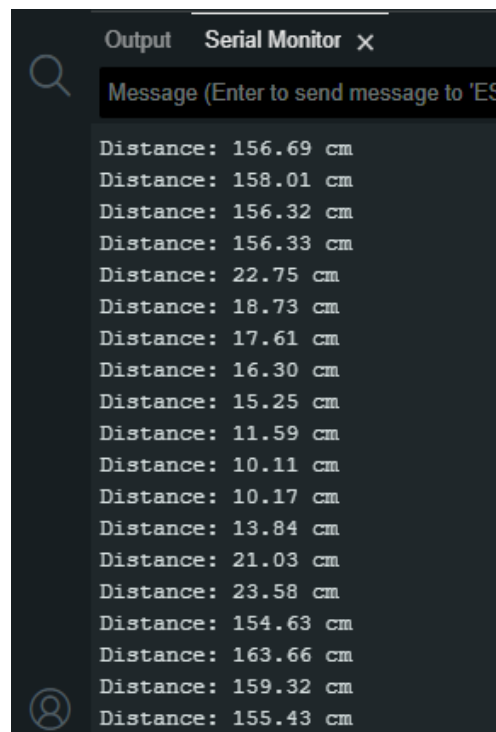 Output Serial Monitor ×
Message (Enter to send message to 'ES
Distance: 156.69 cm
Distance: 158.01 cm
Distance: 156.32 cm
Distance: 156.33 cm
Distance: 22.75 cm
Distance: 18.73 cm
Distance: 17.61 cm
Distance: 16.30 cm
Distance: 15.25 cm
Distance: 11.59 cm
Distance: 10.11 cm
Distance: 10.17 cm
Distance: 13.84 cm
Distance: 21.03 cm
Distance: 23.58 cm
Distance: 154.63 cm
Distance: 163.66 cm
Distance: 159.32 cm
Distance: 155.43 cm